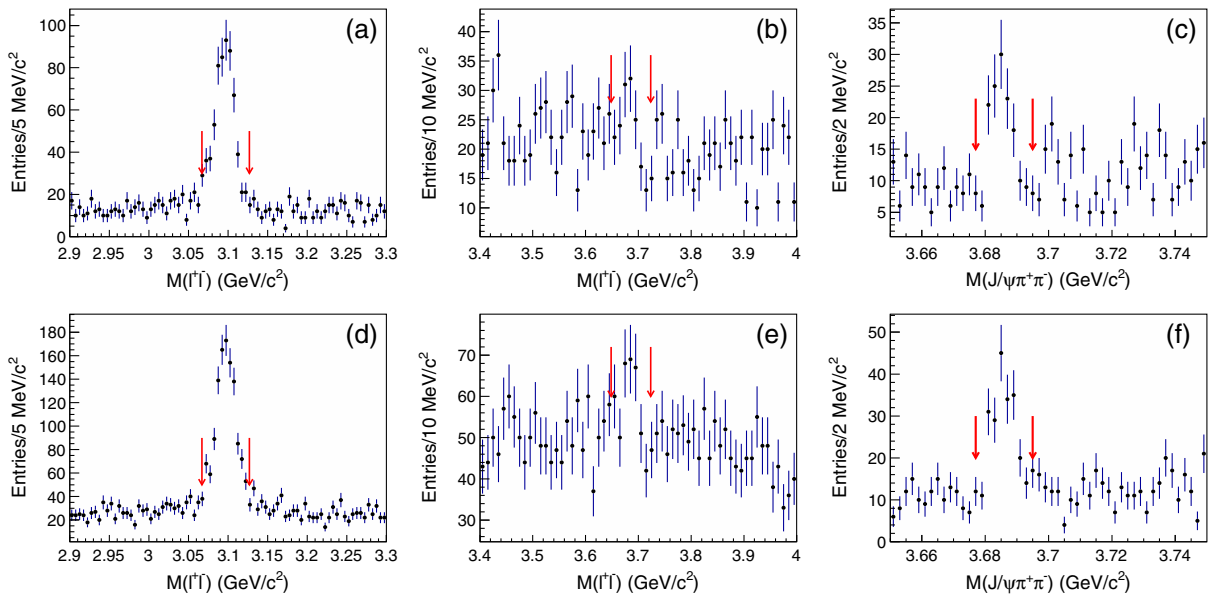 (a)
Entries/5 MeV/c²
100
80
60
40
20
0
2.9 2.95 3 3.05 3.1 3.15 3.2 3.25 3.3
M(l⁺l⁻) (GeV/c²)
(b)
Entries/10 MeV/c²
40
35
30
25
20
15
10
3.4 3.5 3.6 3.7 3.8 3.9 4
M(l⁺l⁻) (GeV/c²)
(c)
Entries/2 MeV/c²
35
30
25
20
15
10
5
3.66 3.68 3.7 3.72 3.74
M(J/ψπ⁺π⁻) (GeV/c²)
(d)
Entries/5 MeV/c²
180
160
140
120
100
80
60
40
20
2.9 2.95 3 3.05 3.1 3.15 3.2 3.25 3.3
M(l⁺l⁻) (GeV/c²)
(e)
Entries/10 MeV/c²
70
60
50
40
30
3.4 3.5 3.6 3.7 3.8 3.9 4
M(l⁺l⁻) (GeV/c²)
(f)
Entries/2 MeV/c²
50
40
30
20
10
0
3.66 3.68 3.7 3.72 3.74
M(J/ψπ⁺π⁻) (GeV/c²)